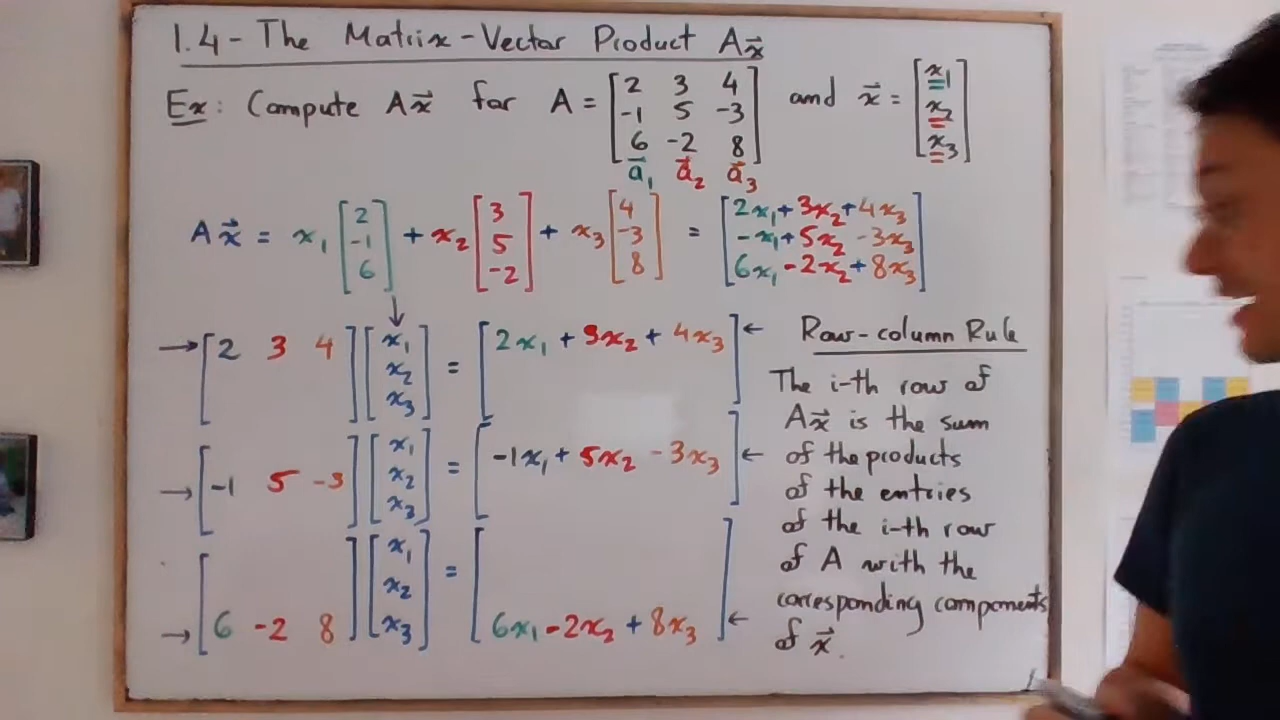 1.4 - The Matrix-Vector Product Ax⃗
Ex: Compute Ax⃗ for A = [2 3 4; -1 5 -3; 6 -2 8] and x⃗ = [x₁; x₂; x₃]
a⃗₁ a⃗₂ a⃗₃
Ax⃗ = x₁ [2; -1; 6] + x₂ [3; 5; -2] + x₃ [4; -3; 8] = [2x₁+3x₂+4x₃; -x₁+5x₂-3x₃; 6x₁-2x₂+8x₃]
→ [2 3 4] [x₁; x₂; x₃] = [2x₁ + 3x₂ + 4x₃] ←
→ [-1 5 -3] [x₁; x₂; x₃] = [-1x₁ + 5x₂ - 3x₃] ←
→ [6 -2 8] [x₁; x₂; x₃] = [6x₁ - 2x₂ + 8x₃] ←
Row-column Rule
The i-th row of
Ax⃗ is the sum
of the products
of the entries
of the i-th row
of A with the
corresponding components
of x⃗.